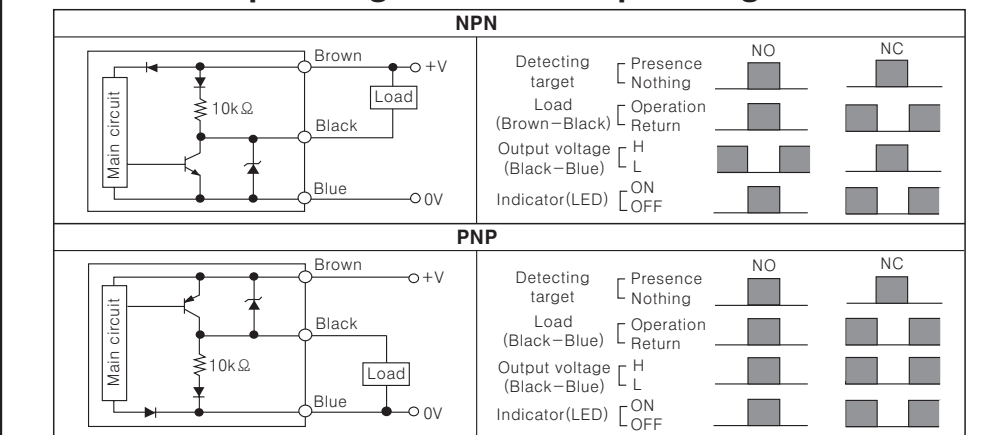 NPN
Main circuit
10kΩ
Brown
Black
Blue
+V
Load
0V
NO
NC
Detecting target
Presence
Nothing
Load
(Brown-Black)
Operation
Return
Output voltage
(Black-Blue)
H
L
Indicator(LED)
ON
OFF
PNP
Main circuit
10kΩ
Brown
Black
Blue
+V
Load
0V
NO
NC
Detecting target
Presence
Nothing
Load
(Black-Blue)
Operation
Return
Output voltage
(Black-Blue)
H
L
Indicator(LED)
ON
OFF